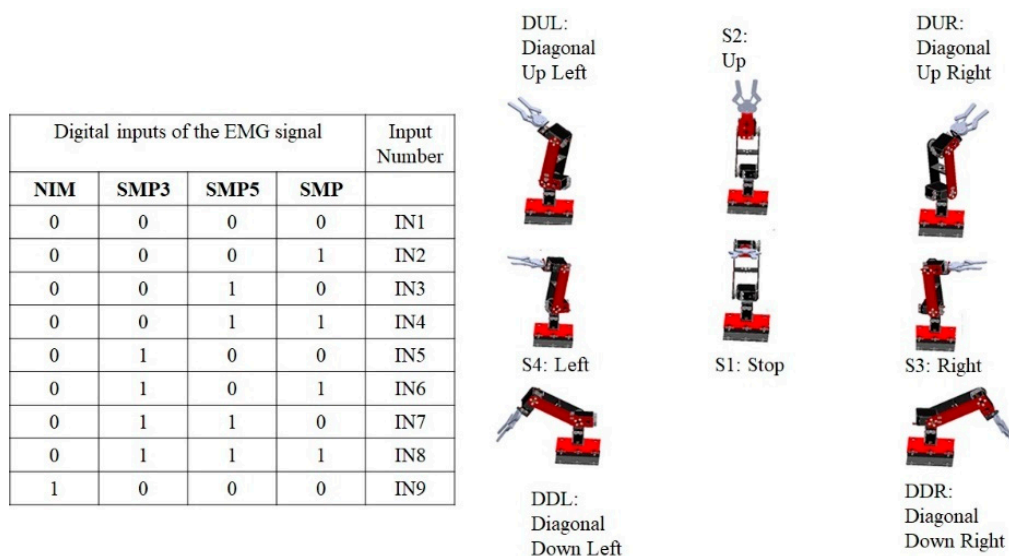 Digital inputs of the EMG signal Input
Number
NIM SMP3 SMP5 SMP
0 0 0 0 IN1
0 0 0 1 IN2
0 0 1 0 IN3
0 0 1 1 IN4
0 1 0 0 IN5
0 1 0 1 IN6
0 1 1 0 IN7
0 1 1 1 IN8
1 0 0 0 IN9
DUL:
Diagonal
Up Left
S2:
Up
DUR:
Diagonal
Up Right
S4: Left
S1: Stop
S3: Right
DDL:
Diagonal
Down Left
DDR:
Diagonal
Down Right